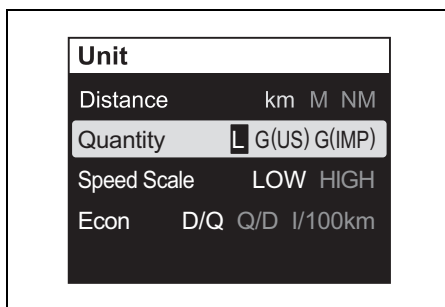 Unit
Distance km M NM
Quantity L G(US) G(IMP)
Speed Scale LOW HIGH
Econ D/Q Q/D l/100km